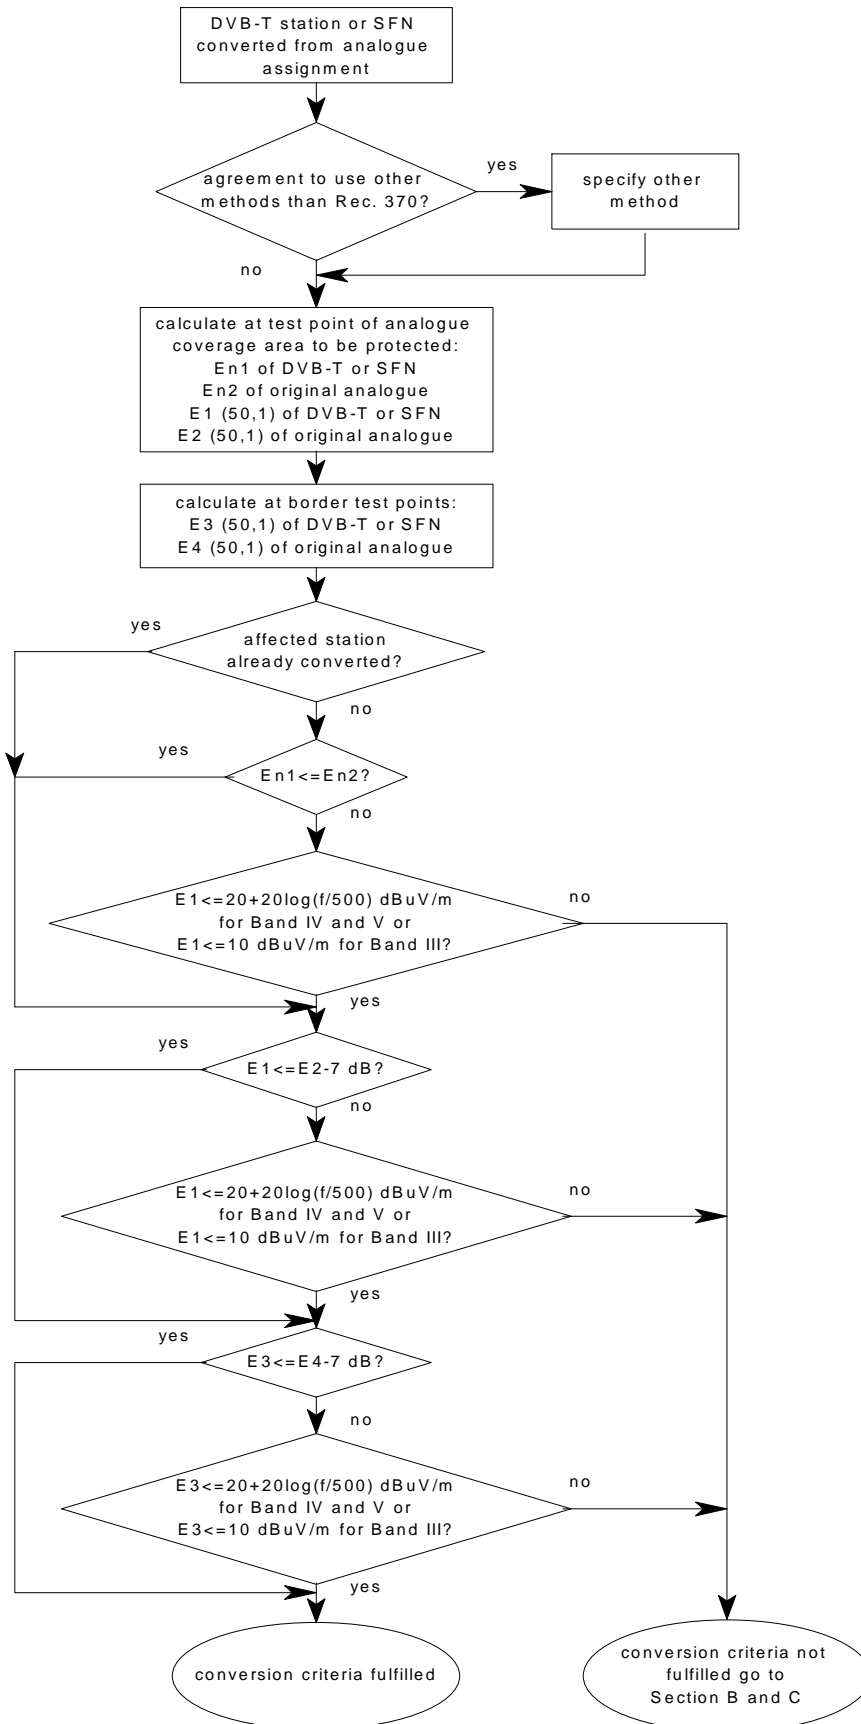 DVB-T station or SFN
converted from analogue
assignment
agreement to use other
methods than Rec. 370?
yes
specify other
method
no
calculate at test point of analogue
coverage area to be protected:
En1 of DVB-T or SFN
En2 of original analogue
E1 (50,1) of DVB-T or SFN
E2 (50,1) of original analogue
calculate at border test points:
E3 (50,1) of DVB-T or SFN
E4 (50,1) of original analogue
yes
affected station
already converted?
no
yes
En1<=En2?
no
E1<=20+20log(f/500) dBuV/m
for Band IV and V or
E1<=10 dBuV/m for Band III?
no
yes
yes
E1<=E2-7 dB?
no
E1<=20+20log(f/500) dBuV/m
for Band IV and V or
E1<=10 dBuV/m for Band III?
no
yes
yes
E3<=E4-7 dB?
no
E3<=20+20log(f/500) dBuV/m
for Band IV and V or
E3<=10 dBuV/m for Band III?
no
yes
conversion criteria fulfilled
conversion criteria not
fulfilled go to
Section B and C